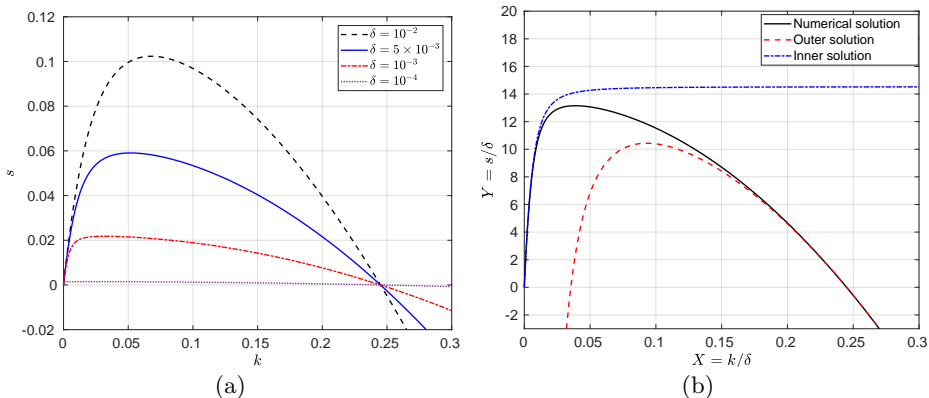 0.12
0.1
0.08
0.06
0.04
0.02
0
-0.02
s
0
0.05
0.1
0.15
0.2
0.25
0.3
k
δ = 10⁻²
δ = 5 × 10⁻³
δ = 10⁻³
δ = 10⁻⁴
(a)
20
18
16
14
12
10
8
6
4
2
0
-2
Y = s/δ
0
0.05
0.1
0.15
0.2
0.25
0.3
X = k/δ
Numerical solution
Outer solution
Inner solution
(b)